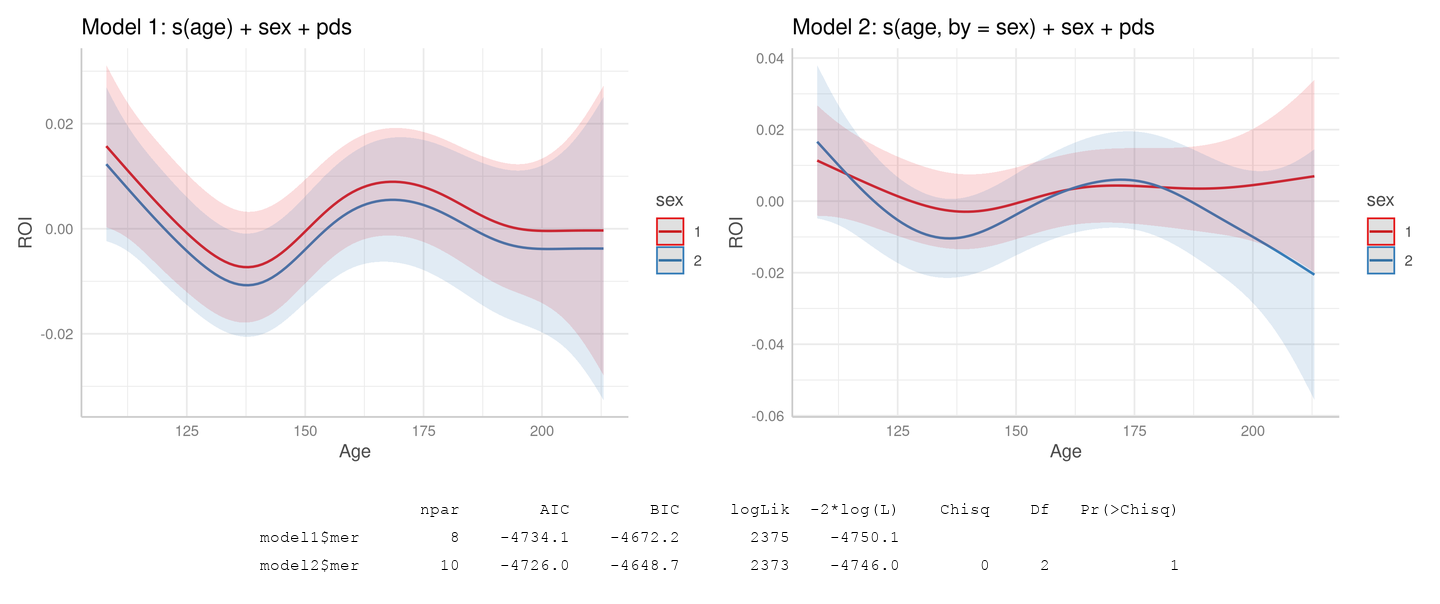 Model 1: s(age) + sex + pds
0.02
0.00
-0.02
ROI
125 150 175 200
Age
sex
1
2
Model 2: s(age, by = sex) + sex + pds
0.04
0.02
0.00
-0.02
-0.04
-0.06
ROI
125 150 175 200
Age
sex
1
2
npar AIC BIC logLik -2*log(L) Chisq Df Pr(>Chisq)
model1$mer 8 -4734.1 -4672.2 2375 -4750.1
model2$mer 10 -4726.0 -4648.7 2373 -4746.0 0 2 1